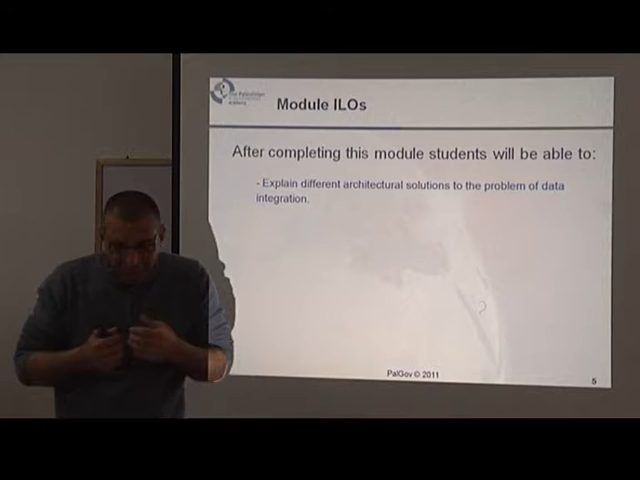 Module ILOs
After completing this module students will be able to:
- Explain different architectural solutions to the problem of data
integration.
PalGov © 2011
5